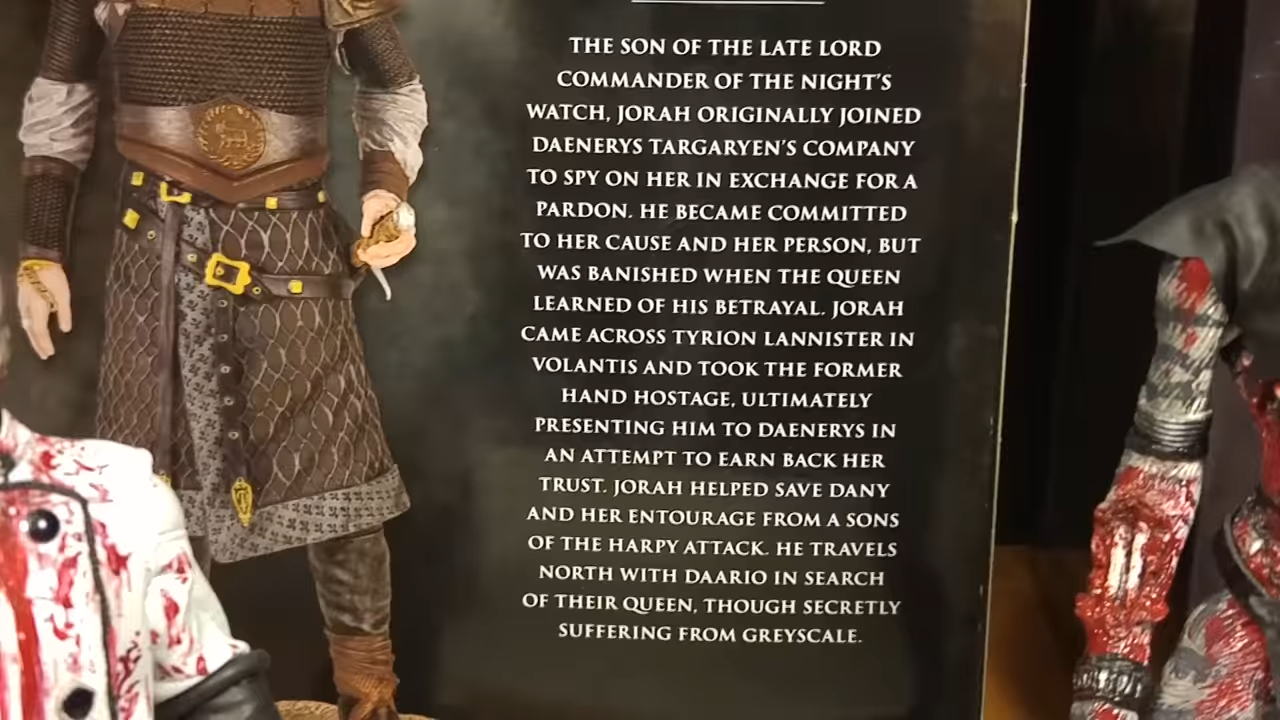 THE SON OF THE LATE LORD
COMMANDER OF THE NIGHT'S
WATCH, JORAH ORIGINALLY JOINED
DAENERYS TARGARYEN'S COMPANY
TO SPY ON HER IN EXCHANGE FOR A
PARDON. HE BECAME COMMITTED
TO HER CAUSE AND HER PERSON, BUT
WAS BANISHED WHEN THE QUEEN
LEARNED OF HIS BETRAYAL. JORAH
CAME ACROSS TYRION LANNISTER IN
VOLANTIS AND TOOK THE FORMER
HAND HOSTAGE, ULTIMATELY
PRESENTING HIM TO DAENERYS IN
AN ATTEMPT TO EARN BACK HER
TRUST. JORAH HELPED SAVE DANY
AND HER ENTOURAGE FROM A SONS
OF THE HARPY ATTACK. HE TRAVELS
NORTH WITH DAARIO IN SEARCH
OF THEIR QUEEN, THOUGH SECRETLY
SUFFERING FROM GREYSCALE.